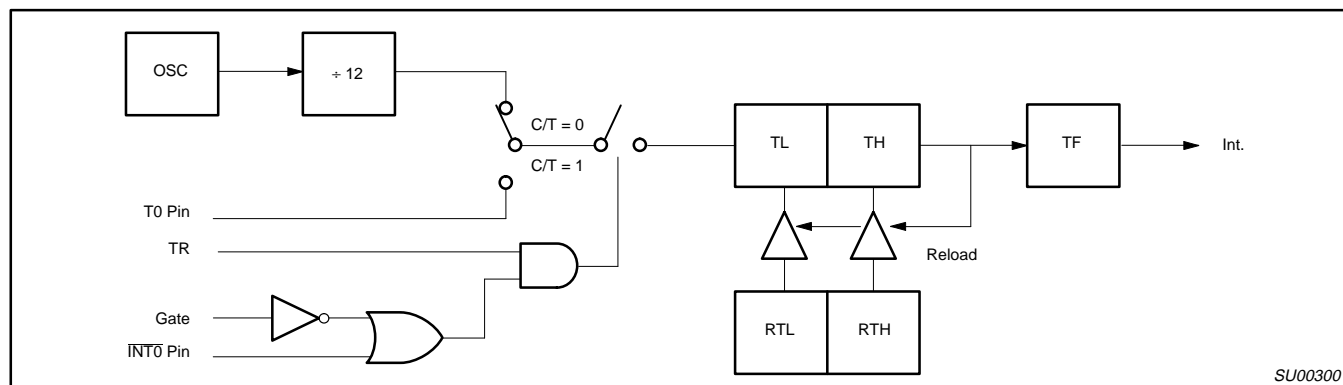 OSC
÷ 12
C/T = 0
C/T = 1
TL
TH
TF
Int.
T0 Pin
TR
Reload
Gate
INT0 Pin
RTL
RTH
SU00300